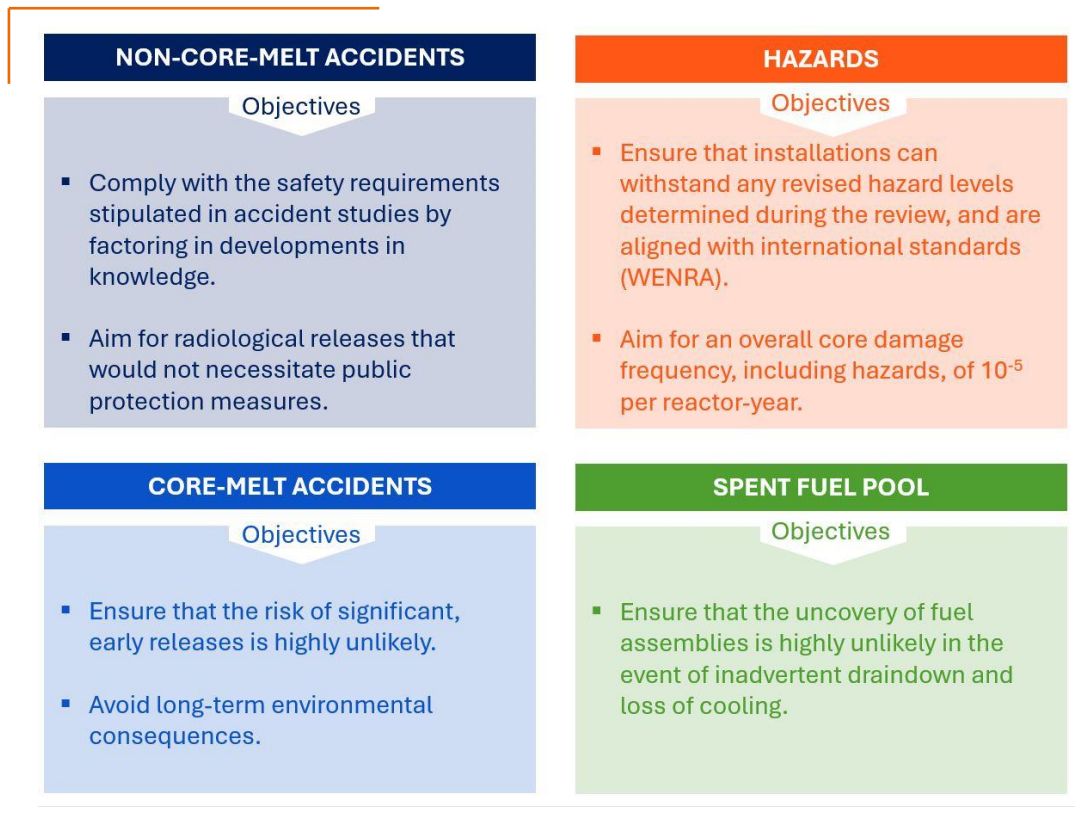 NON-CORE-MELT ACCIDENTS
Objectives
▪ Comply with the safety requirements
stipulated in accident studies by
factoring in developments in
knowledge.
▪ Aim for radiological releases that
would not necessitate public
protection measures.
HAZARDS
Objectives
▪ Ensure that installations can
withstand any revised hazard levels
determined during the review, and are
aligned with international standards
(WENRA).
▪ Aim for an overall core damage
frequency, including hazards, of 10⁻⁵
per reactor-year.
CORE-MELT ACCIDENTS
Objectives
▪ Ensure that the risk of significant,
early releases is highly unlikely.
▪ Avoid long-term environmental
consequences.
SPENT FUEL POOL
Objectives
▪ Ensure that the uncovery of fuel
assemblies is highly unlikely in the
event of inadvertent draindown and
loss of cooling.